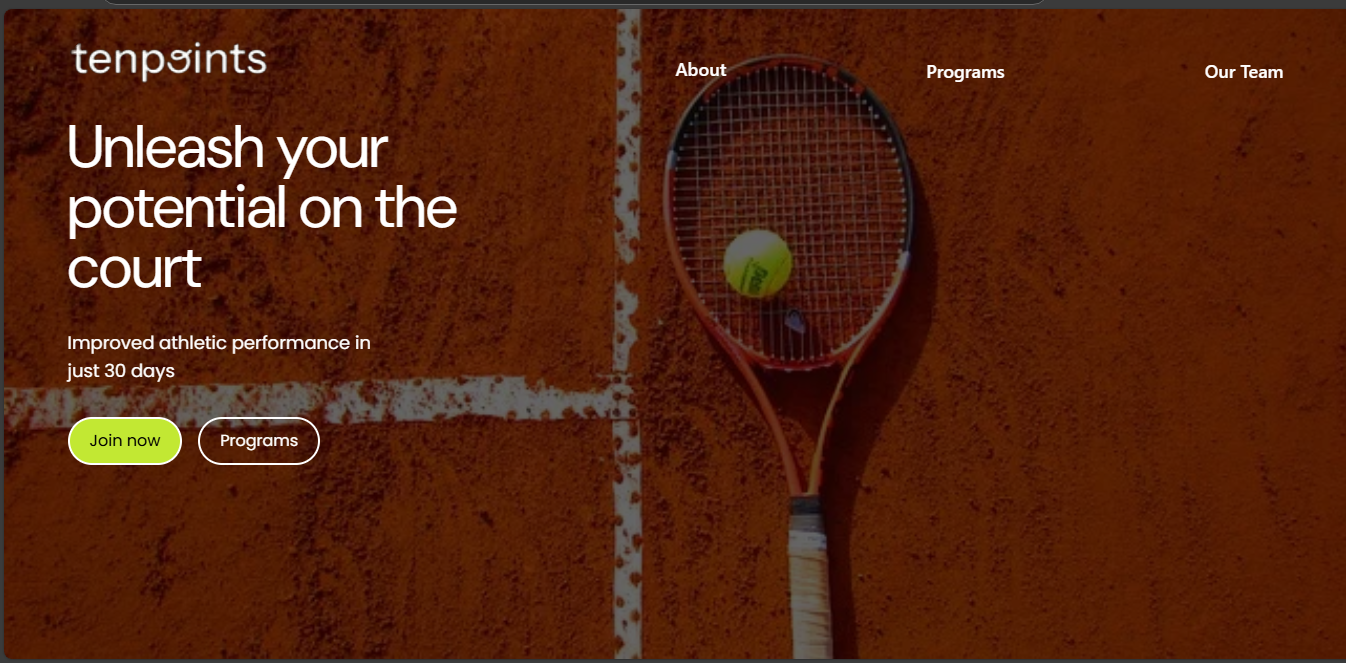 tenpoints
About
Programs
Our Team
Unleash your
potential on the
court
Improved athletic performance in
just 30 days
Join now
Programs